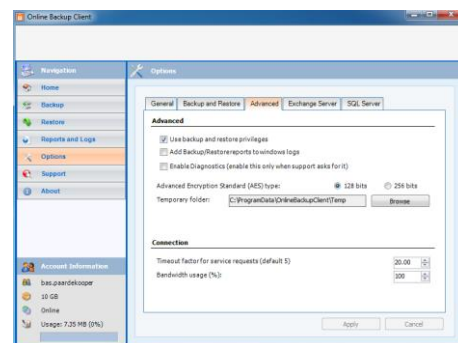 Online Backup Client
Navigation
Home
Backup
Restore
Reports and Logs
Options
Support
About
Account Information
bas.paardekooper
10 GB
Online
Usage: 7.35 MB (0%)
Options
General Backup and Restore Advanced Exchange Server SQL Server
Advanced
Use backup and restore privileges
Add Backup/Restore reports to windows logs
Enable Diagnostics (enable this only when support asks for it)
Advanced Encryption Standard (AES) type: 128 bits 256 bits
Temporary folder: C:\ProgramData\OnlineBackupClient\Temp Browse
Connection
Timeout factor for service requests (default 5) 20.00
Bandwidth usage (%): 100
Apply Cancel